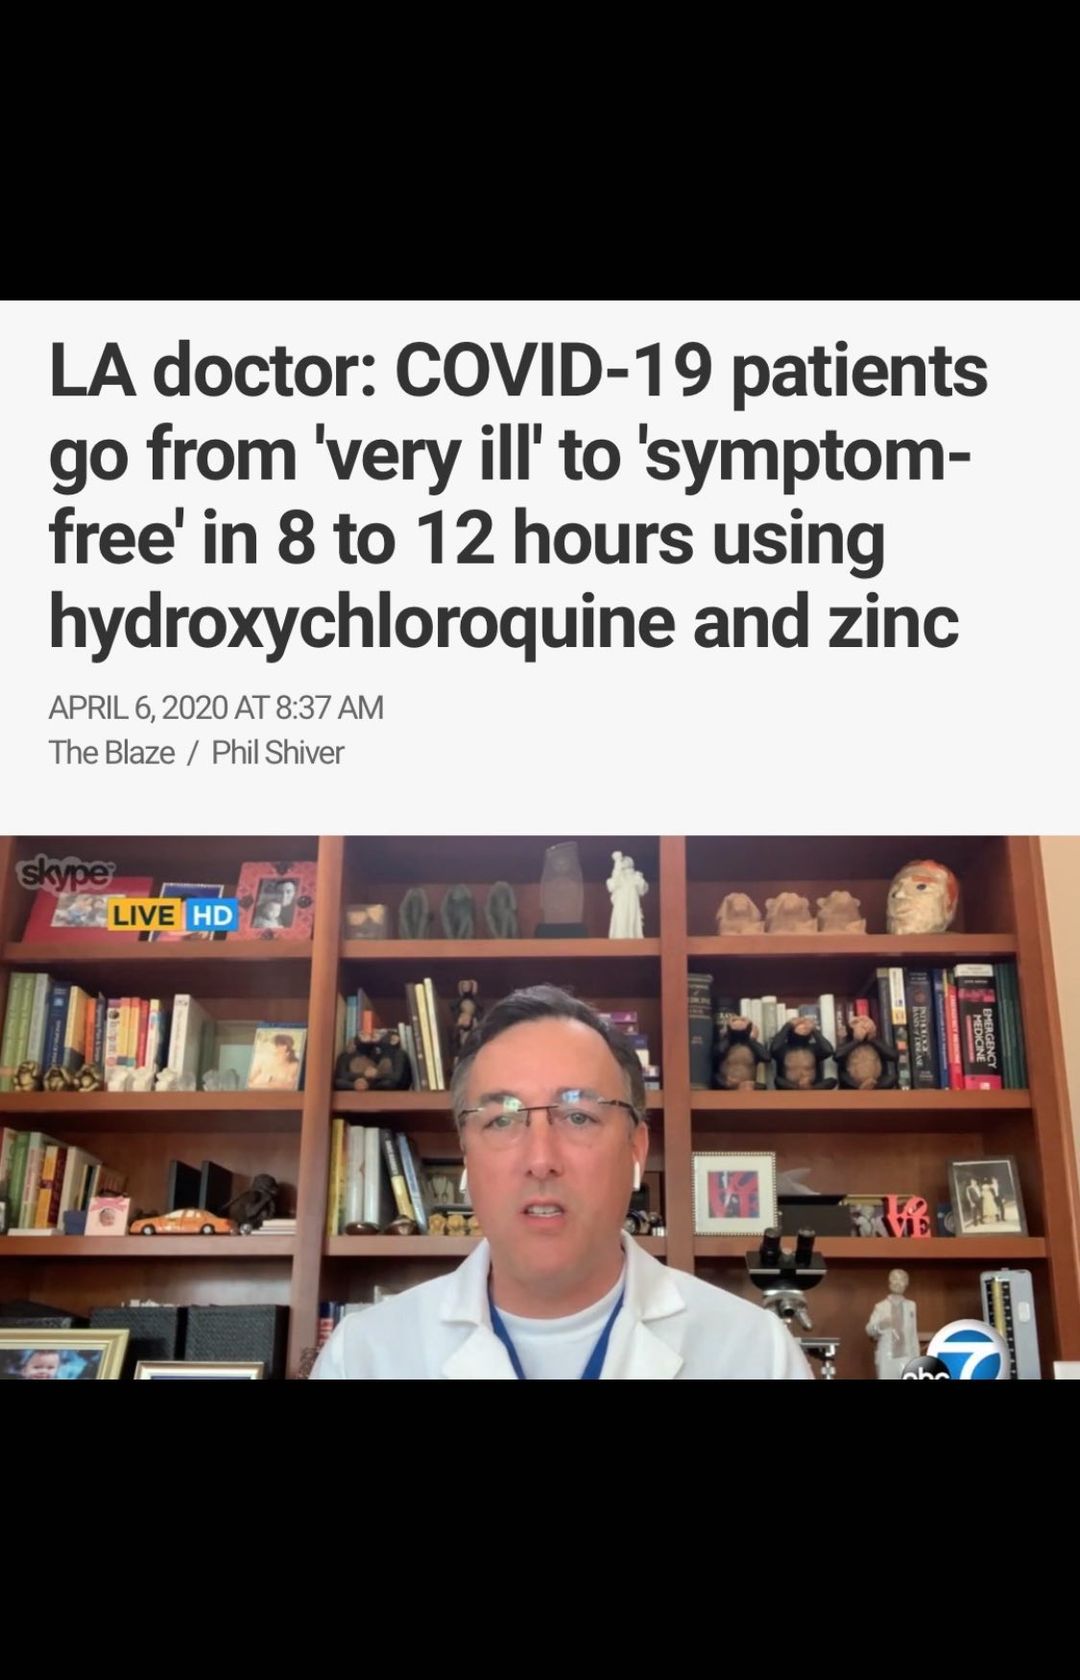 LA doctor: COVID-19 patients
go from 'very ill' to 'symptom-
free' in 8 to 12 hours using
hydroxychloroquine and zinc
APRIL 6, 2020 AT 8:37 AM
The Blaze / Phil Shiver
skype
LIVE HD
EMERGENCY
MEDICINE
LOVE
abc 7